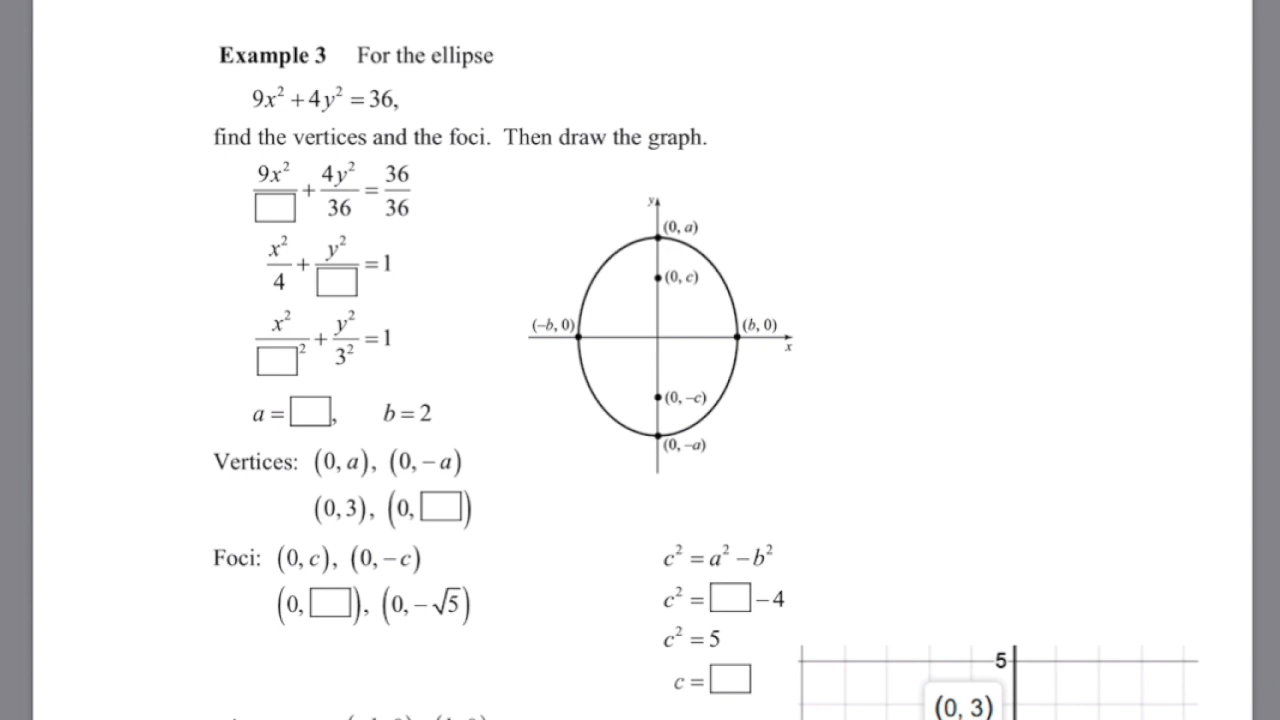 Example 3 For the ellipse
9x² + 4y² = 36,
find the vertices and the foci. Then draw the graph.
9x²/□ + 4y²/36 = 36/36
x²/4 + y²/□ = 1
x²/□² + y²/3² = 1
a = □, b = 2
Vertices: (0, a), (0, −a)
(0, 3), (0, □)
Foci: (0, c), (0, −c)
(0, □), (0, −√5)
y
(0, a)
(0, c)
(−b, 0)
(b, 0)
x
(0, −c)
(0, −a)
c² = a² − b²
c² = □ − 4
c² = 5
c = □
5
(0, 3)